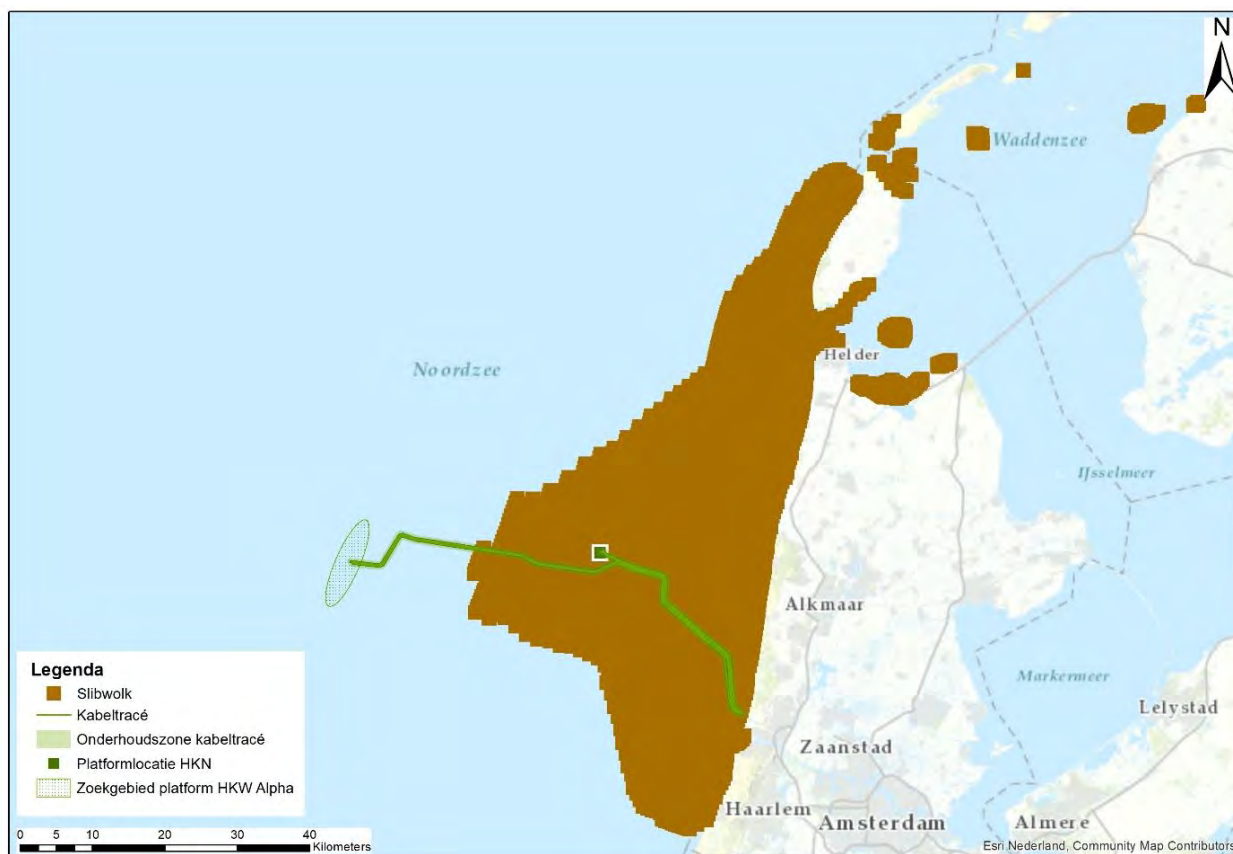 N
Waddenzee
Noordzee
Helder
IJsselmeer
Alkmaar
Markermeer
Lelystad
Zaanstad
Haarlem
Amsterdam
Almere
Legenda
Slibwolk
Kabeltracé
Onderhoudszone kabeltracé
Platformlocatie HKN
Zoekgebied platform HKW Alpha
0 5 10 20 30 40
Kilometers
Esri Nederland, Community Map Contributors